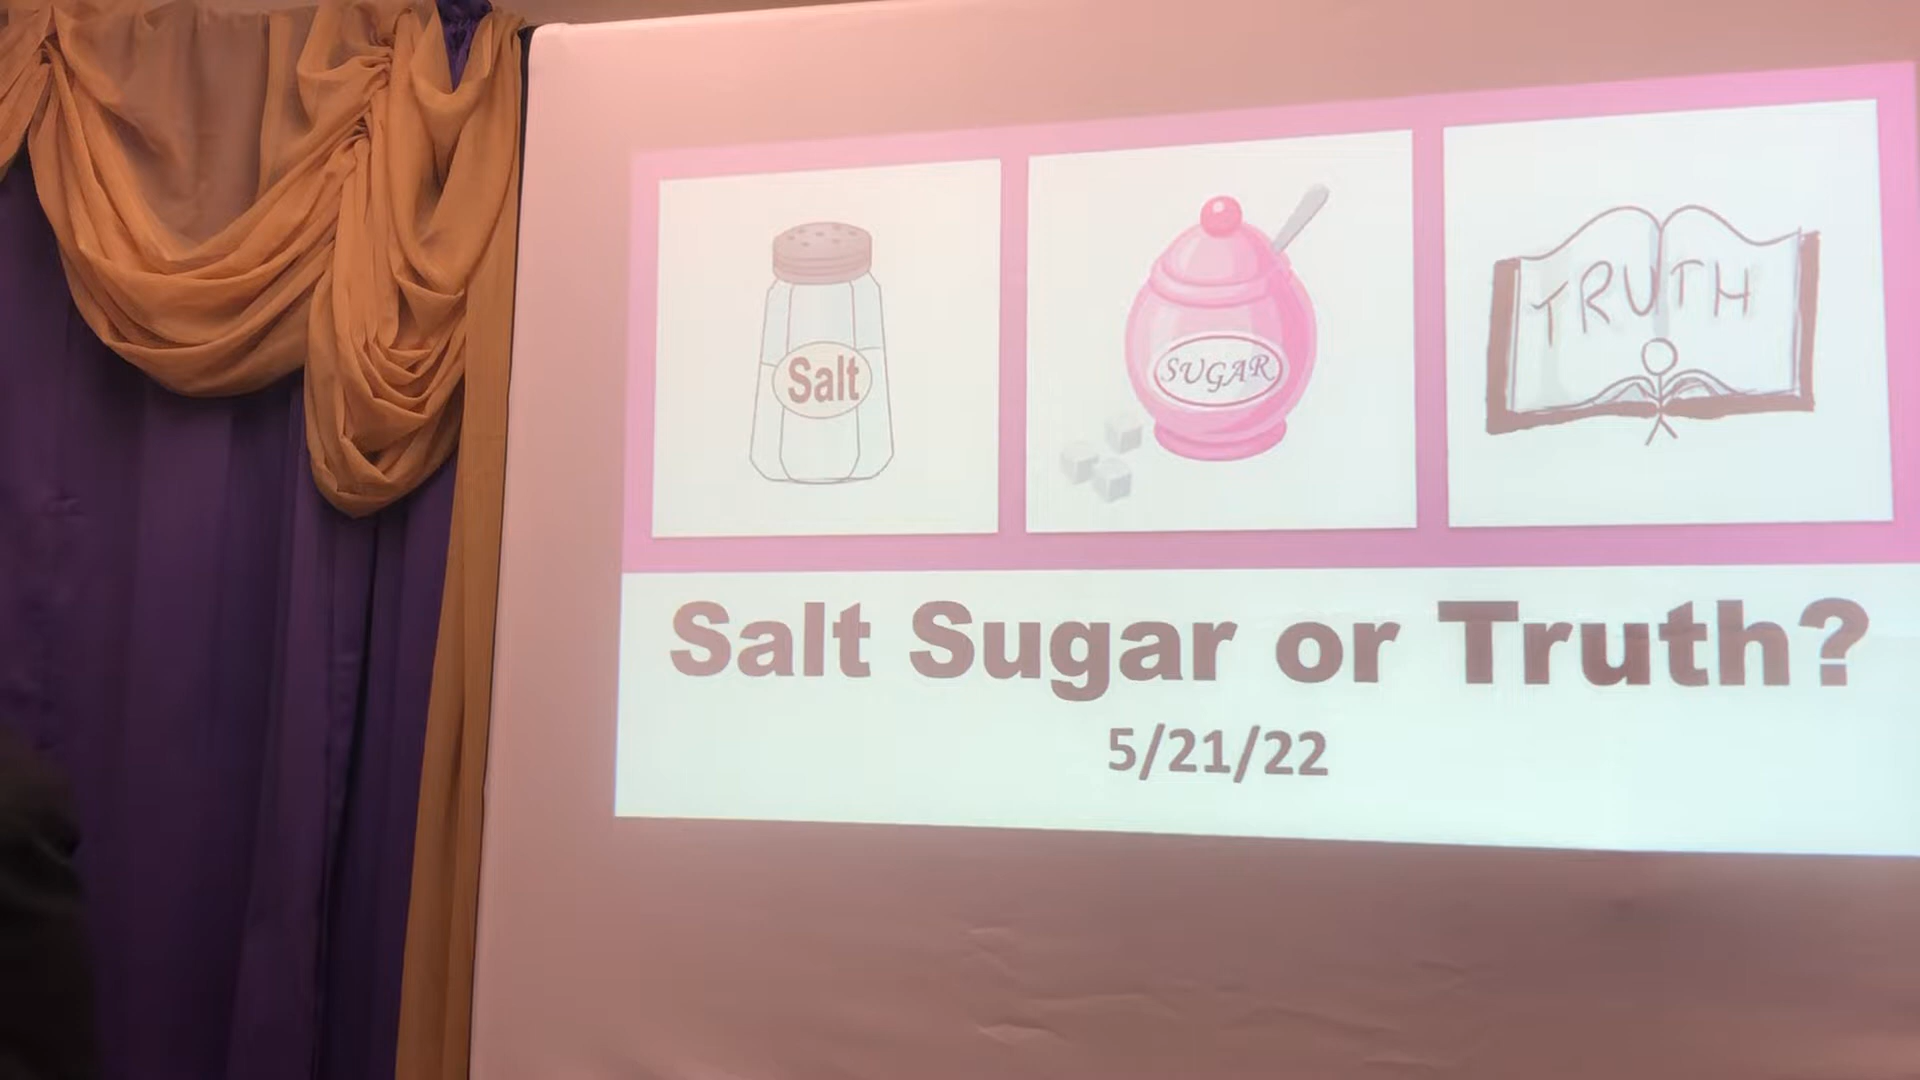 Salt
SUGAR
TRUTH
Salt Sugar or Truth?
5/21/22